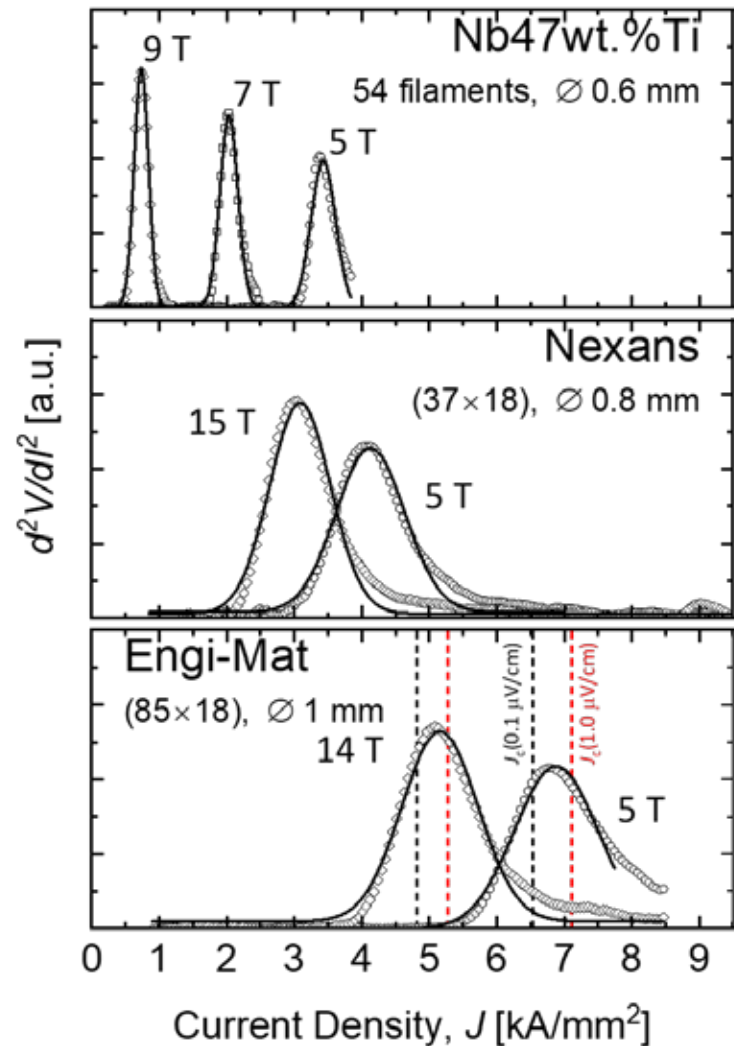 Nb47wt.%Ti
54 filaments, ∅ 0.6 mm
9 T
7 T
5 T
Nexans
(37×18), ∅ 0.8 mm
15 T
5 T
Engi-Mat
(85×18), ∅ 1 mm
14 T
5 T
Jc(0.1 μV/cm)
Jc(1.0 μV/cm)
d²V/dI² [a.u.]
0 1 2 3 4 5 6 7 8 9
Current Density, J [kA/mm²]